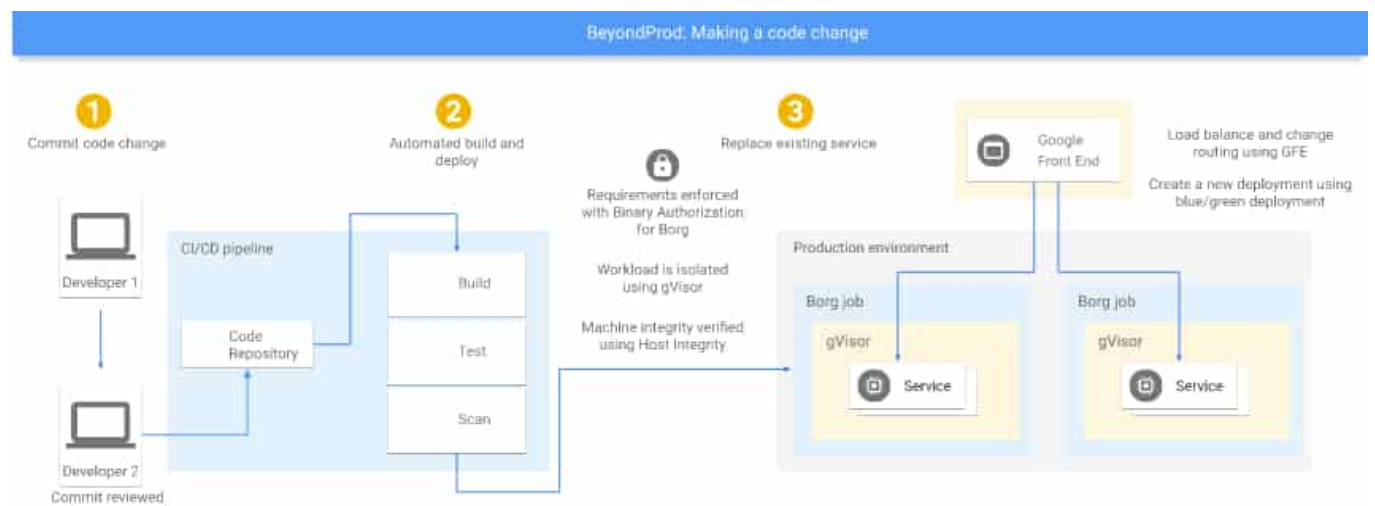 BeyondProd: Making a code change
1
Commit code change
Developer 1
Developer 2
Commit reviewed
2
Automated build and
deploy
CI/CD pipeline
Code
Repository
Build
Test
Scan
Requirements enforced
with Binary Authorization
for Borg
Workload is isolated
using gVisor
Machine integrity verified
using Host Integrity
3
Replace existing service
Google
Front End
Load balance and change
routing using GFE
Create a new deployment using
blue/green deployment
Production environment
Borg job
gVisor
Service
Borg job
gVisor
Service